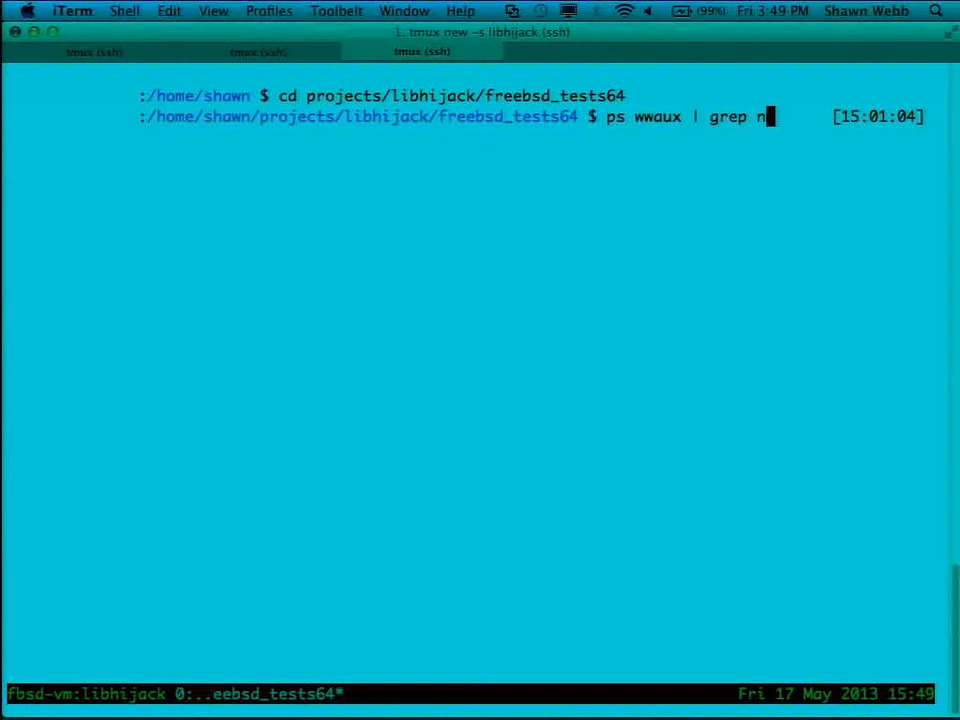 iTerm Shell Edit View Profiles Toolbelt Window Help (99%) Fri 3:49 PM Shawn Webb
1. tmux new -s libhijack (ssh)
tmux (ssh) tmux (ssh) tmux (ssh)
:/home/shawn $ cd projects/libhijack/freebsd_tests64
:/home/shawn/projects/libhijack/freebsd_tests64 $ ps wwaux | grep n [15:01:04]
fbsd-vm:libhijack 0:..eebsd_tests64* Fri 17 May 2013 15:49